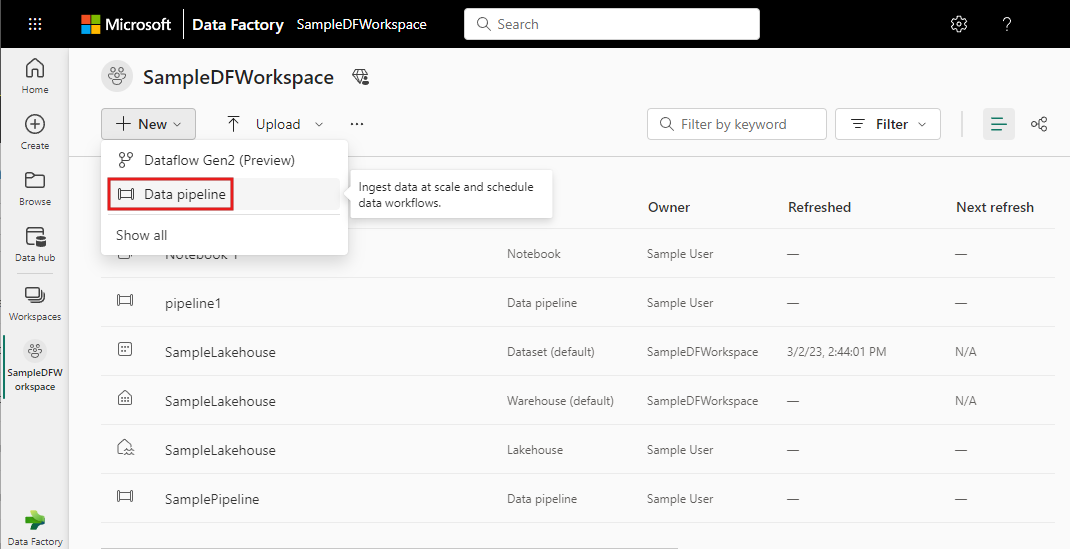 Microsoft Data Factory SampleDFWorkspace Search ?
Home
Create
Browse
Data hub
Workspaces
SampleDFW
orkspace
Data Factory
SampleDFWorkspace
New Upload ... Filter by keyword Filter
Dataflow Gen2 (Preview)
Data pipeline
Show all
Ingest data at scale and schedule
data workflows.
Owner Refreshed Next refresh
Notebook 1 Notebook Sample User — —
pipeline1 Data pipeline Sample User — —
SampleLakehouse Dataset (default) SampleDFWorkspace 3/2/23, 2:44:01 PM N/A
SampleLakehouse Warehouse (default) SampleDFWorkspace — N/A
SampleLakehouse Lakehouse Sample User — —
SamplePipeline Data pipeline Sample User — —